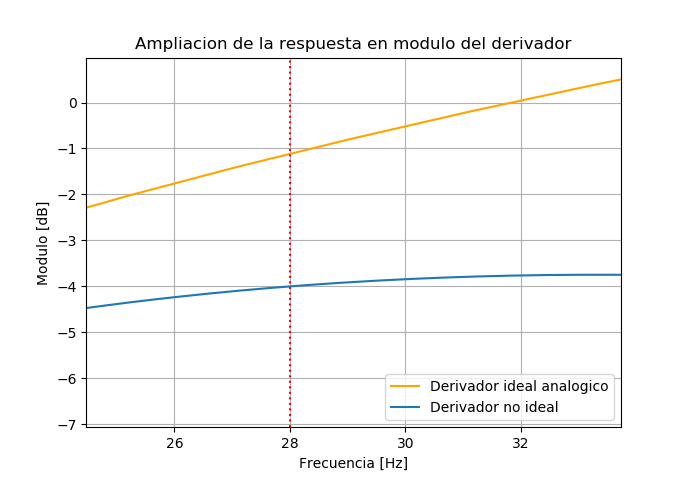 Ampliacion de la respuesta en modulo del derivador
Modulo [dB]
0
−1
−2
−3
−4
−5
−6
−7
26
28
30
32
Frecuencia [Hz]
Derivador ideal analogico
Derivador no ideal